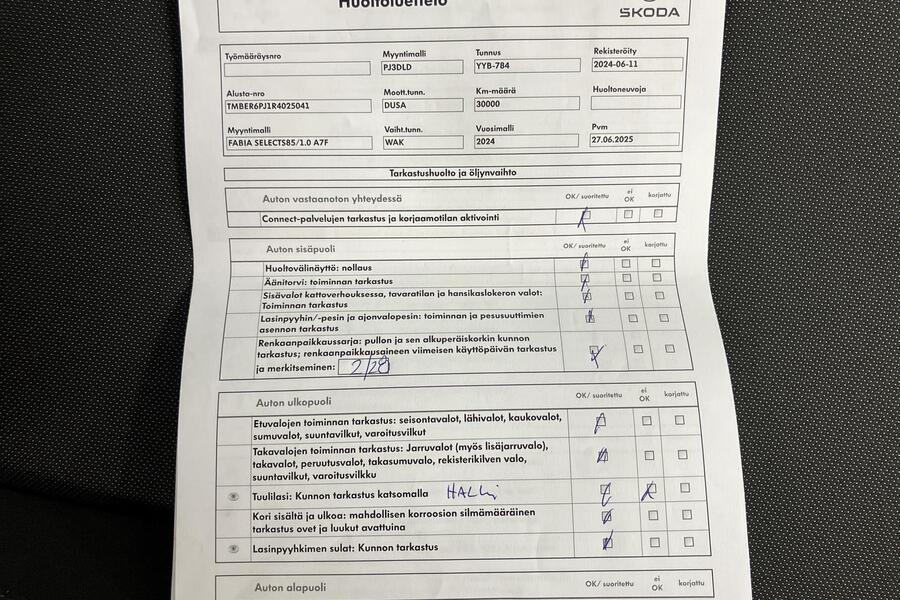 Huoltoluettelo
ŠKODA
Työmääräysnro
Myyntimalli
PJ3DLD
Tunnus
YYB-784
Rekisteröity
2024-06-11
Alusta-nro
TMBER6PJ1R4025041
Moott.tunn.
DUSA
Km-määrä
30000
Huoltoneuvoja
Myyntimalli
FABIA SELECTS85/1.0 A7F
Vaiht.tunn.
WAK
Vuosimalli
2024
Pvm
27.06.2025
Tarkastushuolto ja öljynvaihto
Auton vastaanoton yhteydessä
OK/ suoritettu
ei
OK
korjattu
Connect-palvelujen tarkastus ja korjaamotilan aktivointi
Auton sisäpuoli
OK/ suoritettu
ei
OK
korjattu
Huoltovälinäyttö: nollaus
Äänitorvi: toiminnan tarkastus
Sisävalot kattoverhouksessa, tavaratilan ja hansikaslokeron valot:
Toiminnan tarkastus
Lasinpyyhin/-pesin ja ajonvalopesin: toiminnan ja pesusuuttimien
asennon tarkastus
Renkaanpaikkaussarja: pullon ja sen alkuperäiskorkin kunnon
tarkastus; renkaanpaikkausaineen viimeisen käyttöpäivän tarkastus
ja merkitseminen: 2/28
Auton ulkopuoli
OK/ suoritettu
ei
OK
korjattu
Etuvalojen toiminnan tarkastus: seisontavalot, lähivalot, kaukovalot,
sumuvalot, suuntavilkut, varoitusvilkut
Takavalojen toiminnan tarkastus: Jarruvalot (myös lisäjarruvalo),
takavalot, peruutusvalot, takasumuvalo, rekisterikilven valo,
suuntavilkut, varoitusvilkku
Tuulilasi: Kunnon tarkastus katsomalla
Kori sisältä ja ulkoa: mahdollisen korroosion silmämääräinen
tarkastus ovet ja luukut avattuina
Lasinpyyhkimen sulat: Kunnon tarkastus
Auton alapuoli
OK/ suoritettu
ei
OK
korjattu